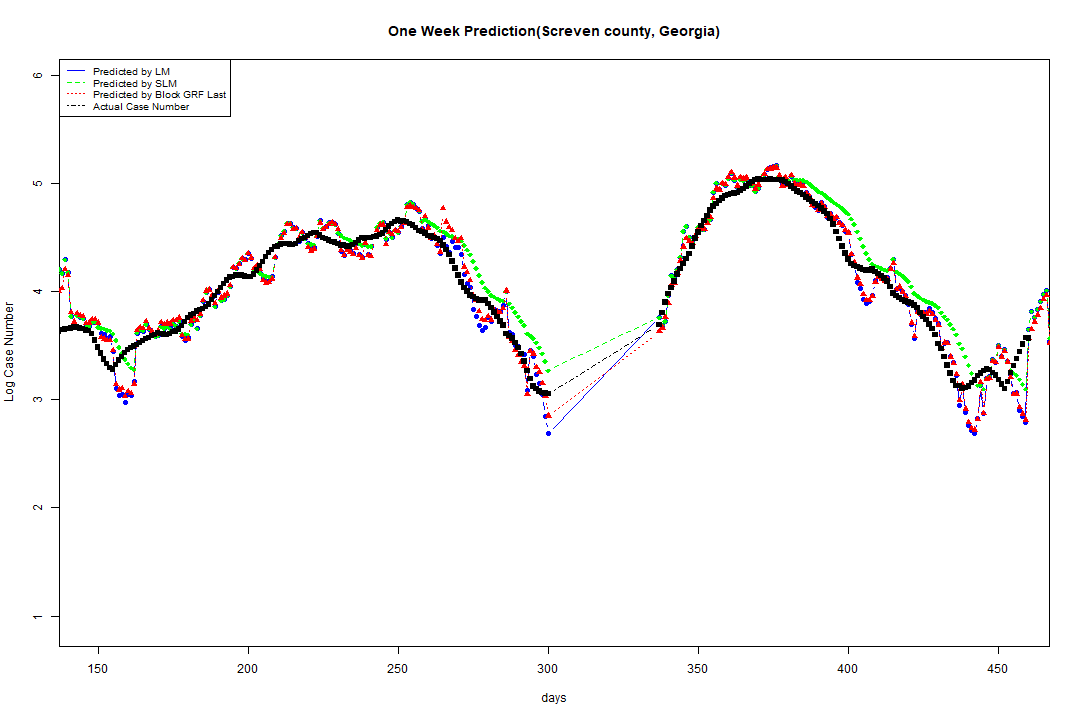 One Week Prediction(Screven county, Georgia)
Predicted by LM
Predicted by SLM
Predicted by Block GRF Last
Actual Case Number
6
5
4
3
2
1
Log Case Number
150 200 250 300 350 400 450
days